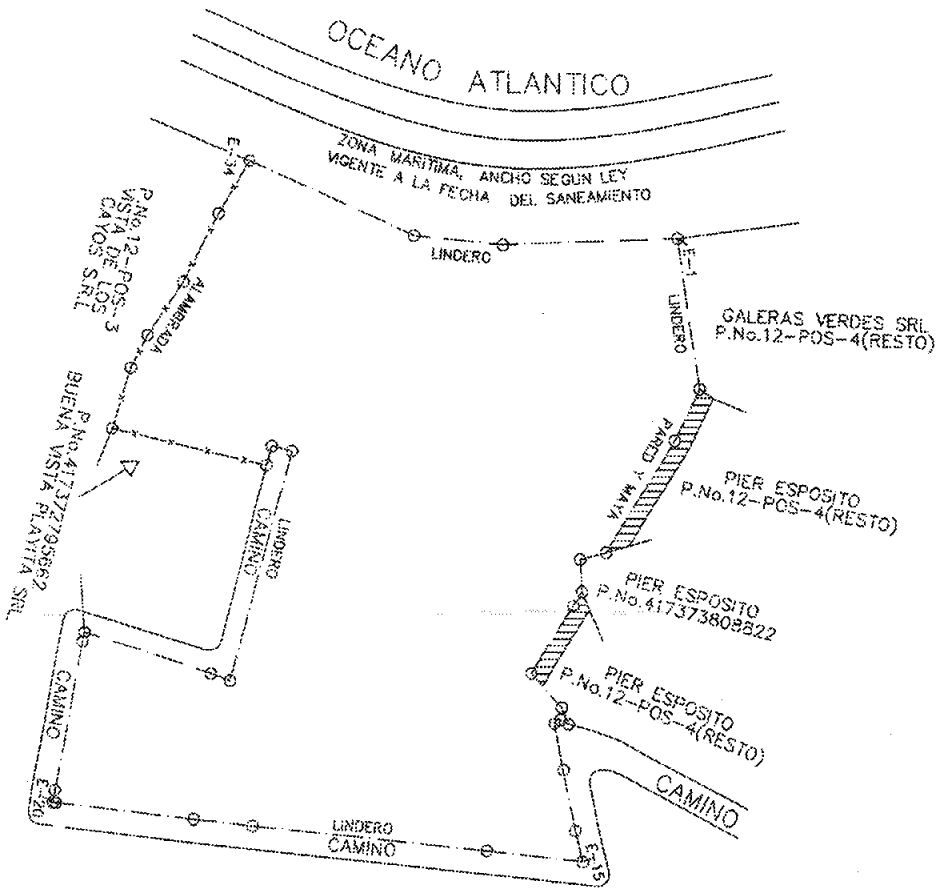 OCEANO ATLANTICO
ZONA MARITIMA, ANCHO SEGUN LEY
VIGENTE A LA FECHA DEL SANEAMIENTO
E-34
LINDERO
E-1
P.No.12-POS-3
VISTA DE LOS
CAYOS S.R.L
ALAMBRADA
LINDERO
GALERAS VERDES SRL
P.No.12-POS-4(RESTO)
PARED Y MAYA
PIER ESPOSITO
P.No.12-POS-4(RESTO)
P.No.417372795662
BUENA VISTA PLAYITA SRL
LINDERO
CAMINO
PIER ESPOSITO
P.No.417373808822
PIER ESPOSITO
P.No.12-POS-4(RESTO)
CAMINO
CAMINO
E-20
LINDERO
CAMINO
E-15